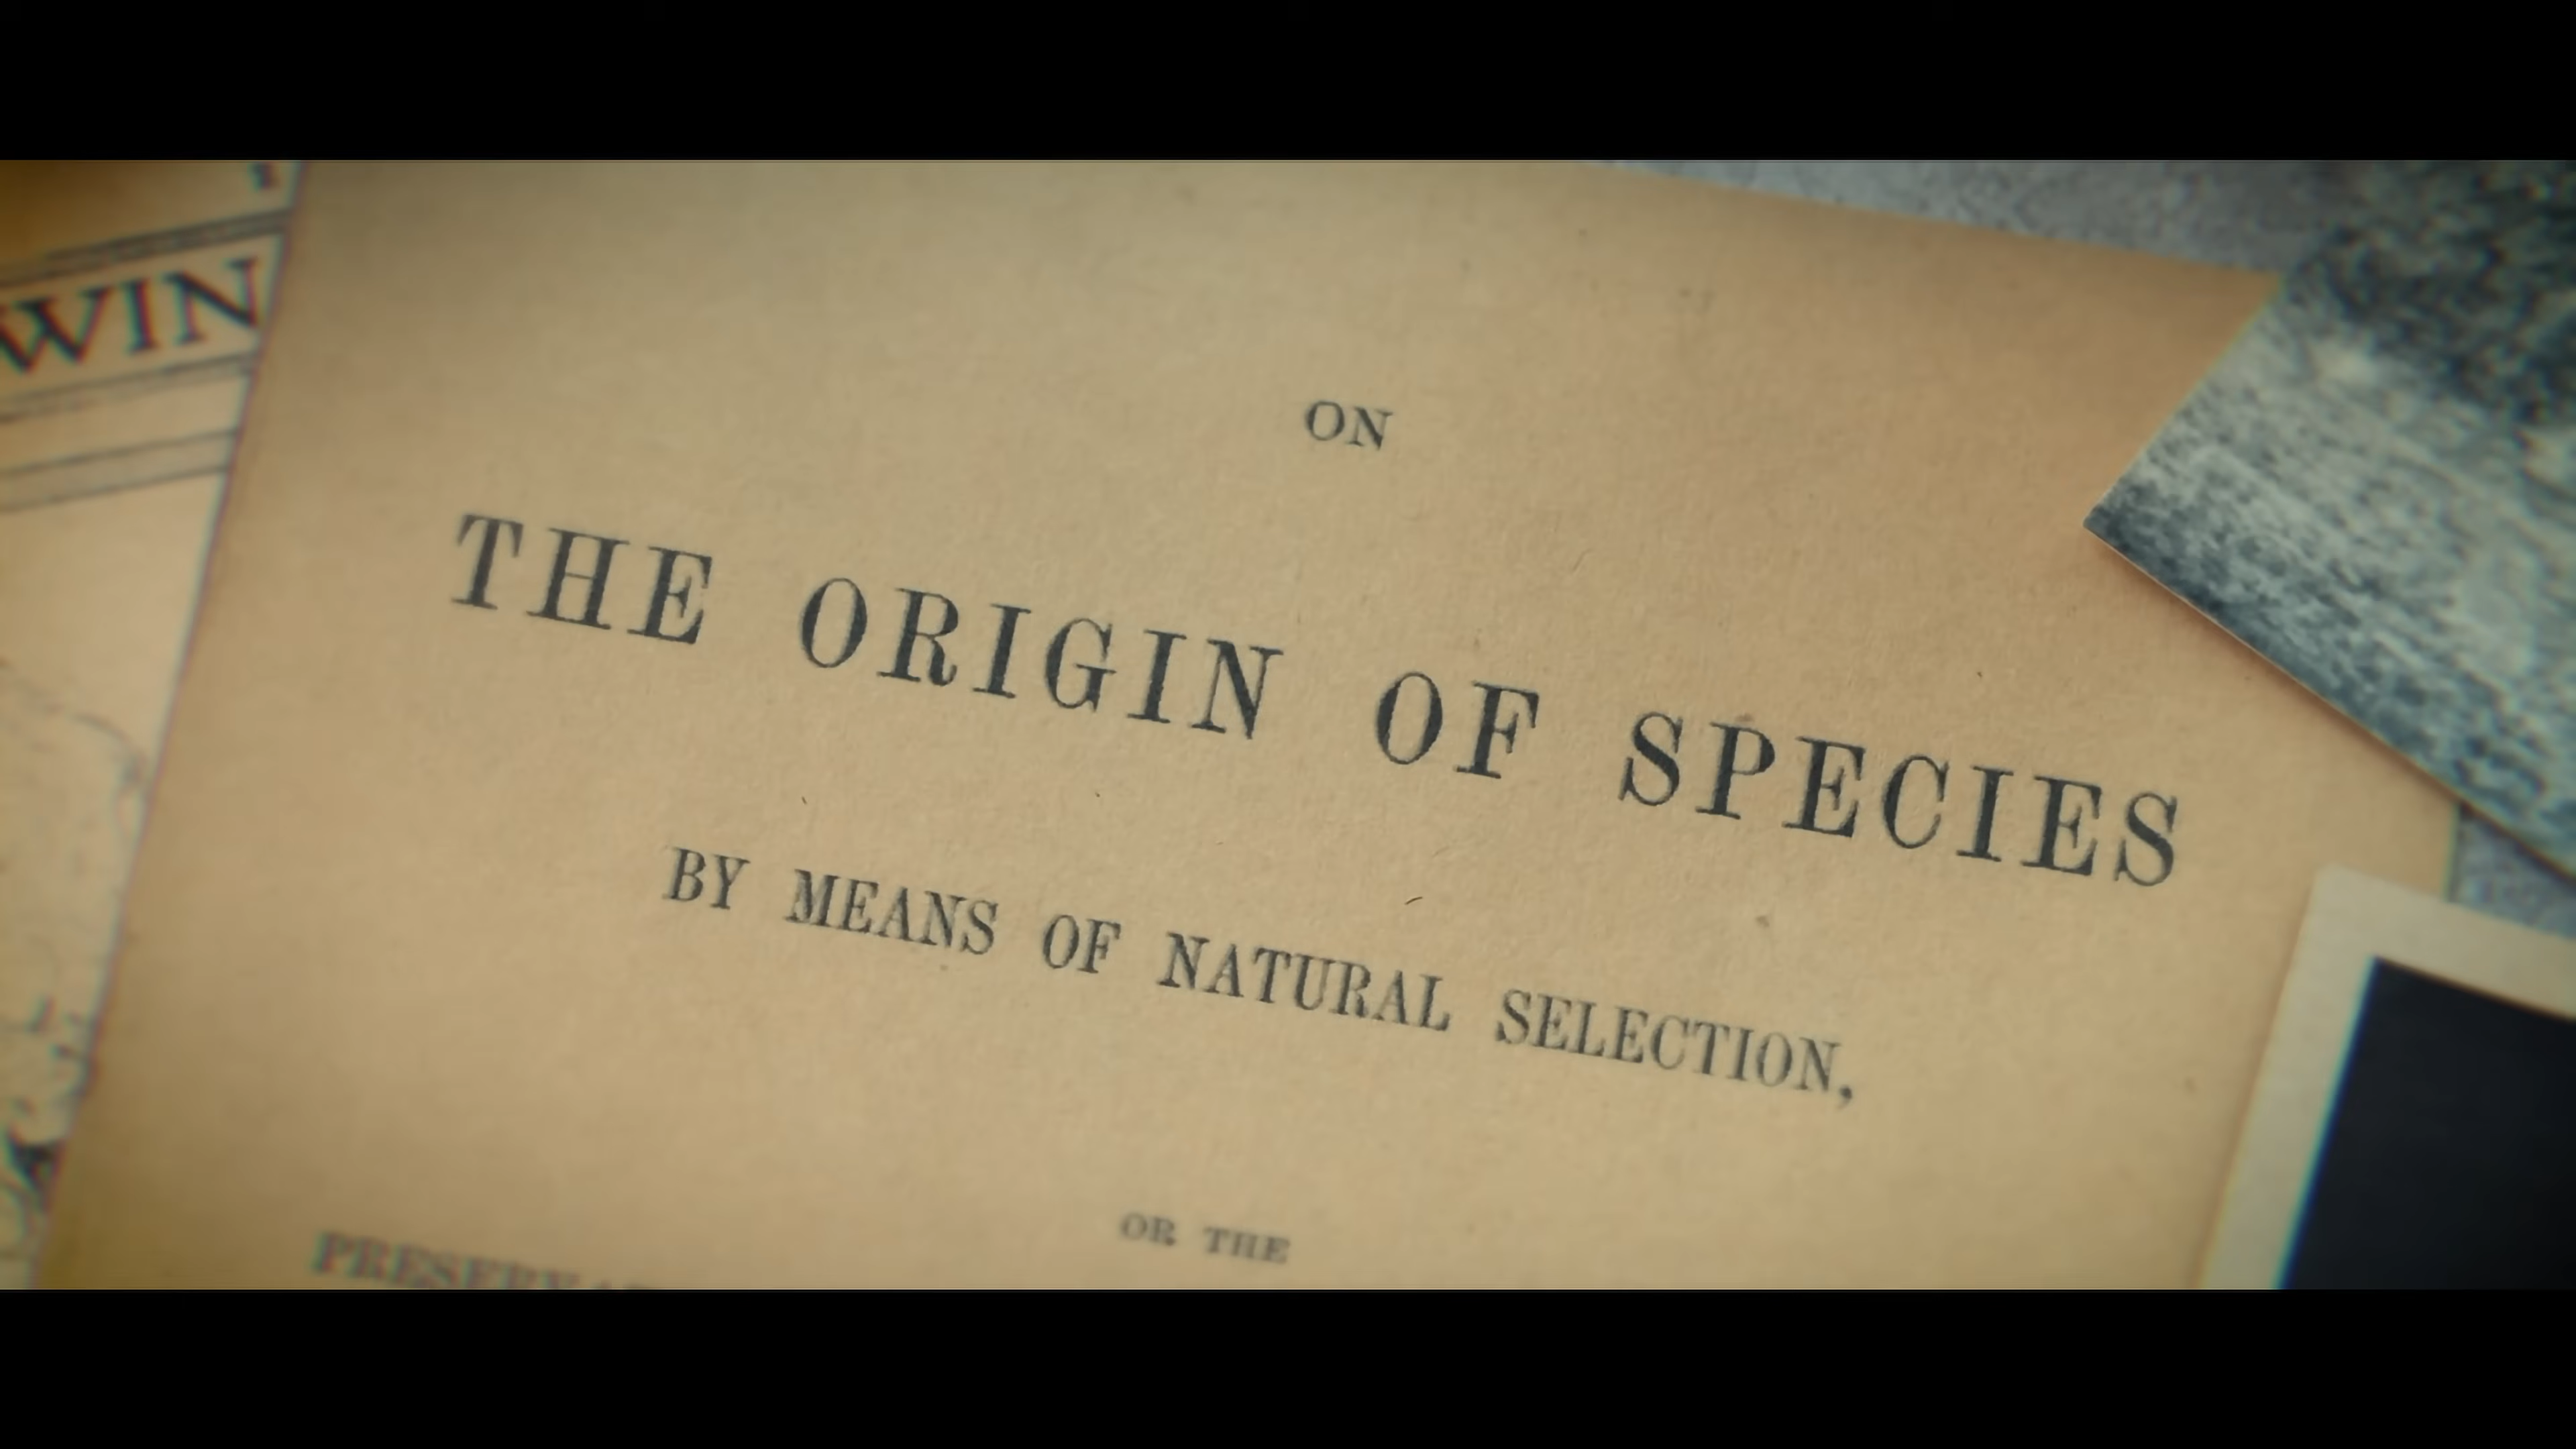 WIN
ON
THE ORIGIN OF SPECIES
BY MEANS OF NATURAL SELECTION,
OR THE